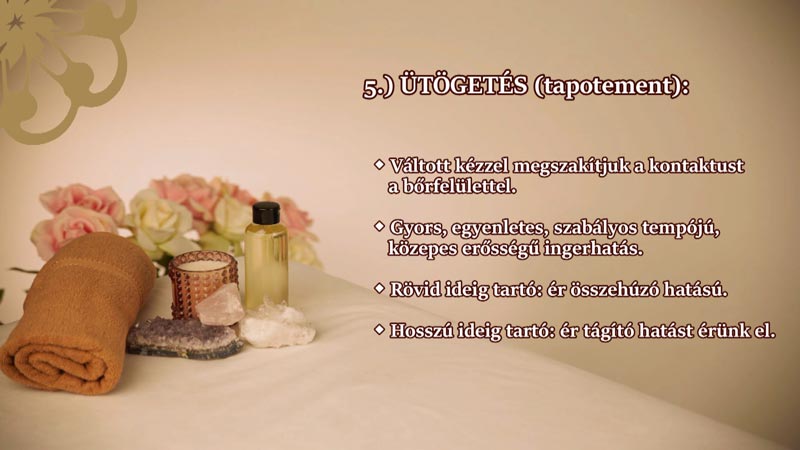 5.) ÜTÖGETÉS (tapotement):
Váltott kézzel megszakítjuk a kontaktust
a bőrfelülettel.
Gyors, egyenletes, szabályos tempójú,
közepes erősségű ingerhatás.
Rövid ideig tartó: ér összehúzó hatású.
Hosszú ideig tartó: ér tágító hatást érünk el.